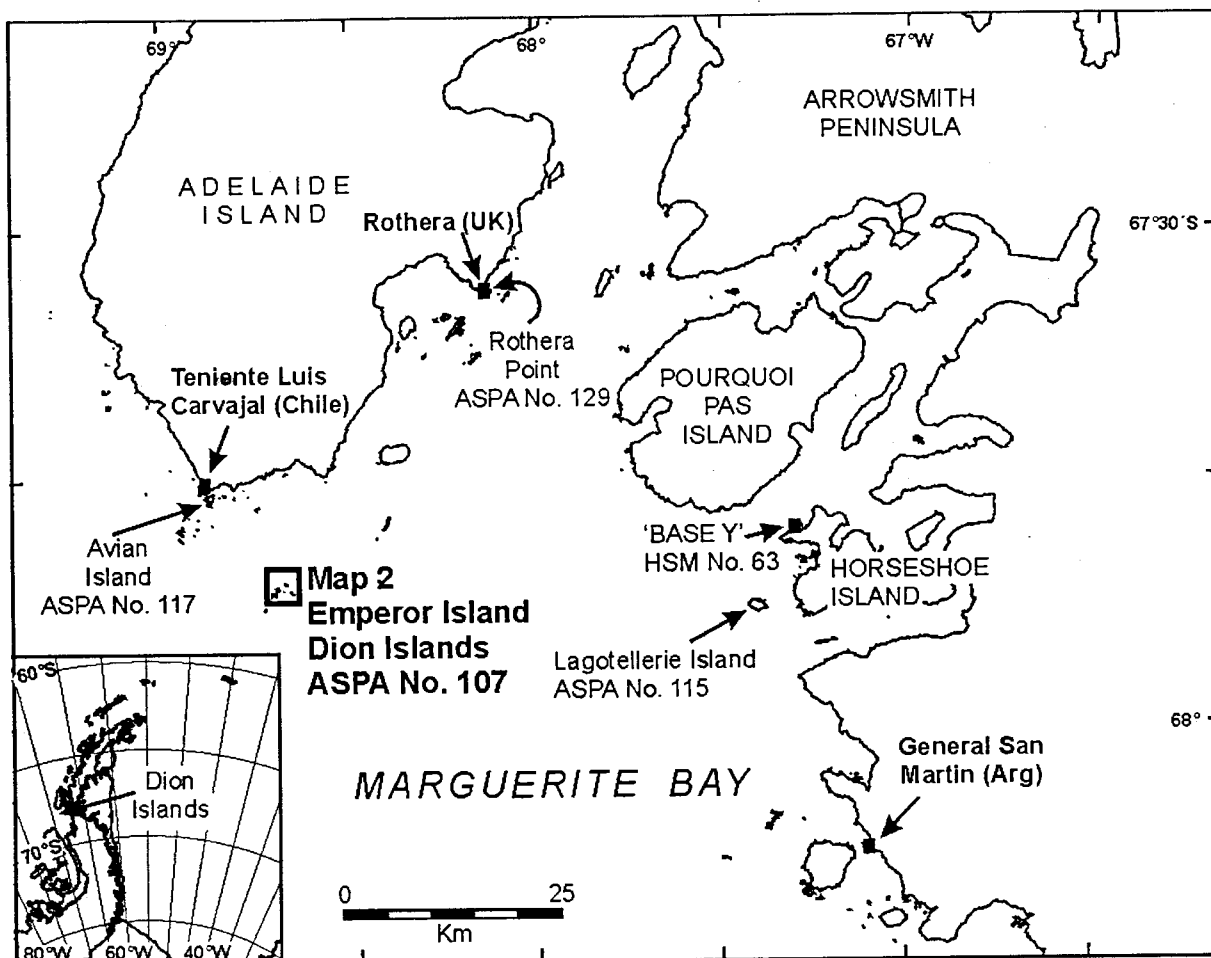 69°
68°
67°W
ARROWSMITH
PENINSULA
ADELAIDE
ISLAND
Rothera (UK)
67°30´S
Rothera
Point
ASPA No. 129
Teniente Luis
Carvajal (Chile)
POURQUOI
PAS
ISLAND
Avian
Island
ASPA No. 117
'BASE Y'
HSM No. 63
HORSESHOE
ISLAND
Map 2
Emperor Island
Dion Islands
ASPA No. 107
Lagotellerie Island
ASPA No. 115
68°
General San
Martin (Arg)
MARGUERITE BAY
60°S
Dion
Islands
70°S
80°W 60°W 40°W
0 25
Km